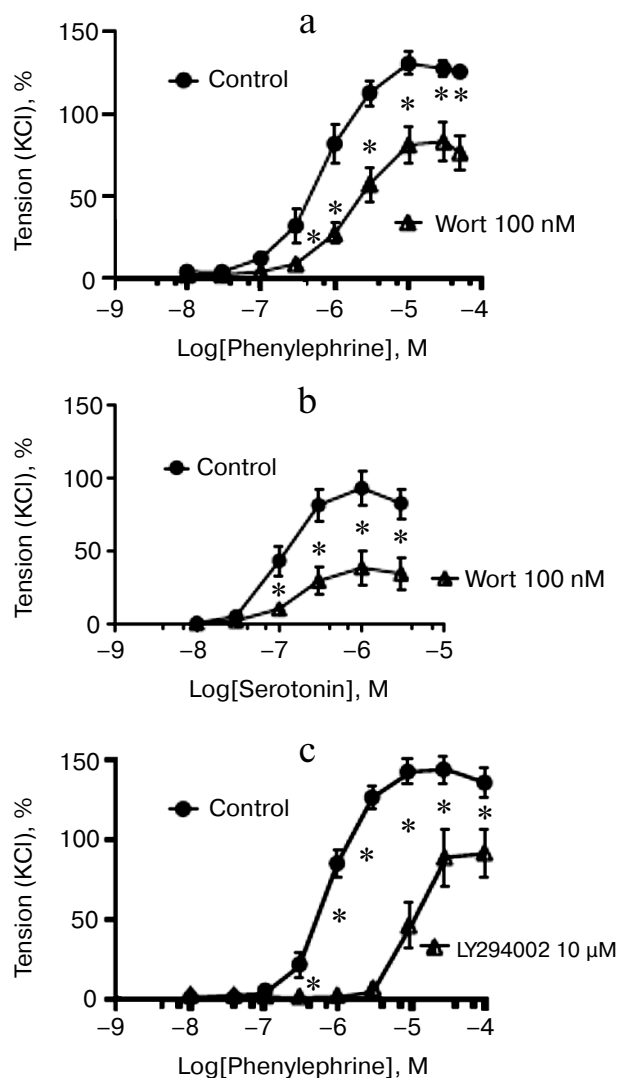 a
Tension (KCl), %
150
100
50
0
Control
* * * * * *
Wort 100 nM
–9 –8 –7 –6 –5 –4
Log[Phenylephrine], M
b
Tension (KCl), %
150
100
50
0
Control
* * * *
Wort 100 nM
–9 –8 –7 –6 –5
Log[Serotonin], M
c
Tension (KCl), %
150
100
50
0
Control
* * * * * *
LY294002 10 µM
–9 –8 –7 –6 –5 –4
Log[Phenylephrine], M